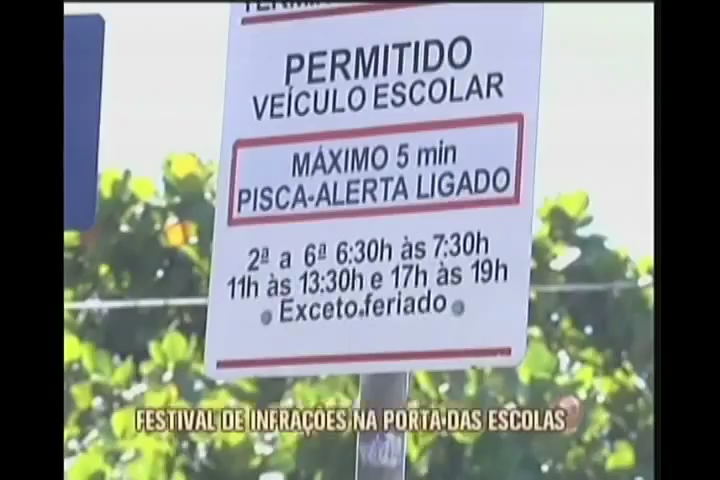 PERMITIDO
VEÍCULO ESCOLAR
MÁXIMO 5 min
PISCA-ALERTA LIGADO
2ª a 6ª 6:30h às 7:30h
11h às 13:30h e 17h às 19h
Exceto feriado
FESTIVAL DE INFRAÇÕES NA PORTA DAS ESCOLAS